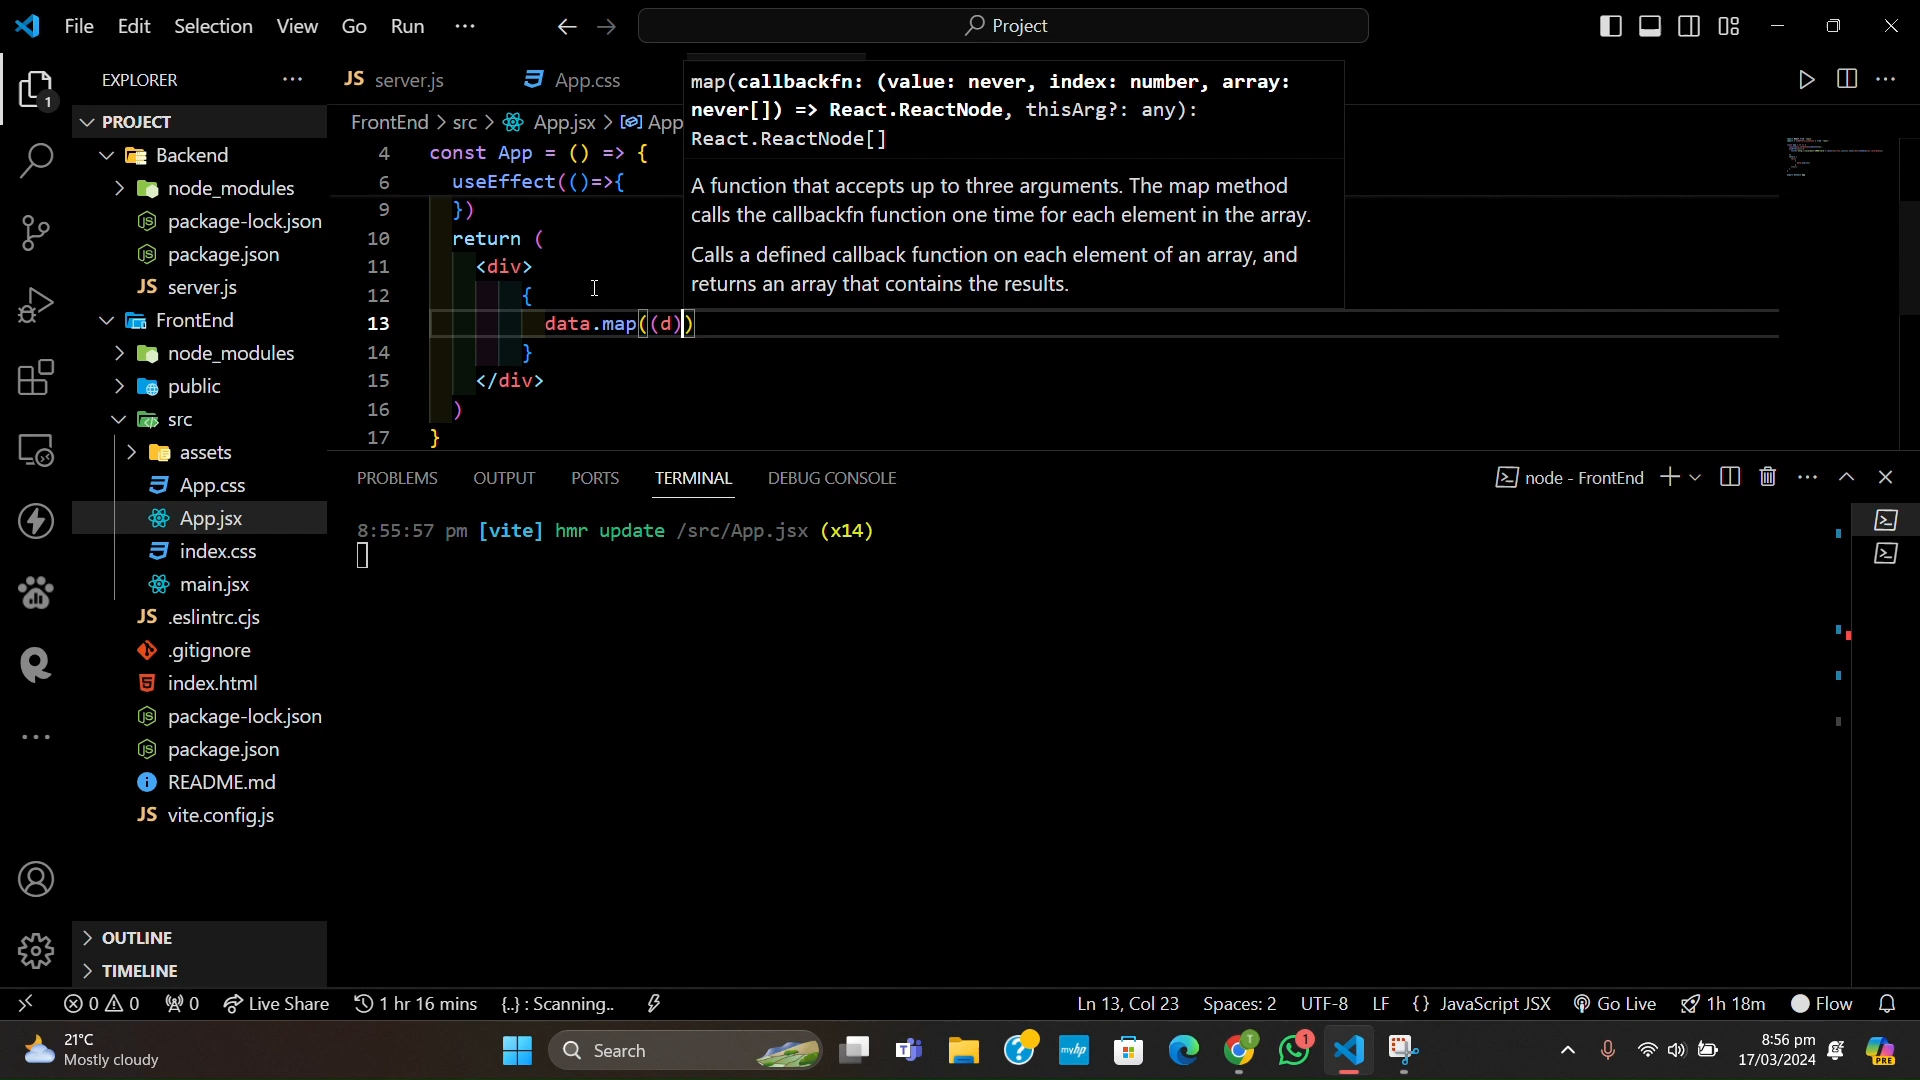 File Edit Selection View Go Run ··· Project
EXPLORER ···
PROJECT
Backend
node_modules
package-lock.json
package.json
JS server.js
FrontEnd
node_modules
public
src
assets
App.css
App.jsx
index.css
main.jsx
JS .eslintrc.cjs
.gitignore
index.html
package-lock.json
package.json
README.md
JS vite.config.js
OUTLINE
TIMELINE
JS server.js App.css
FrontEnd > src > App.jsx > App
4 const App = () => {
6 useEffect(()=>{
9 })
10 return (
11 <div>
12 {
13 data.map((d))
14 }
15 </div>
16 )
17 }
map(callbackfn: (value: never, index: number, array:
never[]) => React.ReactNode, thisArg?: any):
React.ReactNode[]
A function that accepts up to three arguments. The map method
calls the callbackfn function one time for each element in the array.
Calls a defined callback function on each element of an array, and
returns an array that contains the results.
PROBLEMS OUTPUT PORTS TERMINAL DEBUG CONSOLE node - FrontEnd
8:55:57 pm [vite] hmr update /src/App.jsx (x14)
0 0 0 Live Share 1 hr 16 mins {..} : Scanning.. Ln 13, Col 23 Spaces: 2 UTF-8 LF {} JavaScript JSX Go Live 1h 18m Flow
21°C
Mostly cloudy
Search
myhp
8:56 pm
17/03/2024
PRE